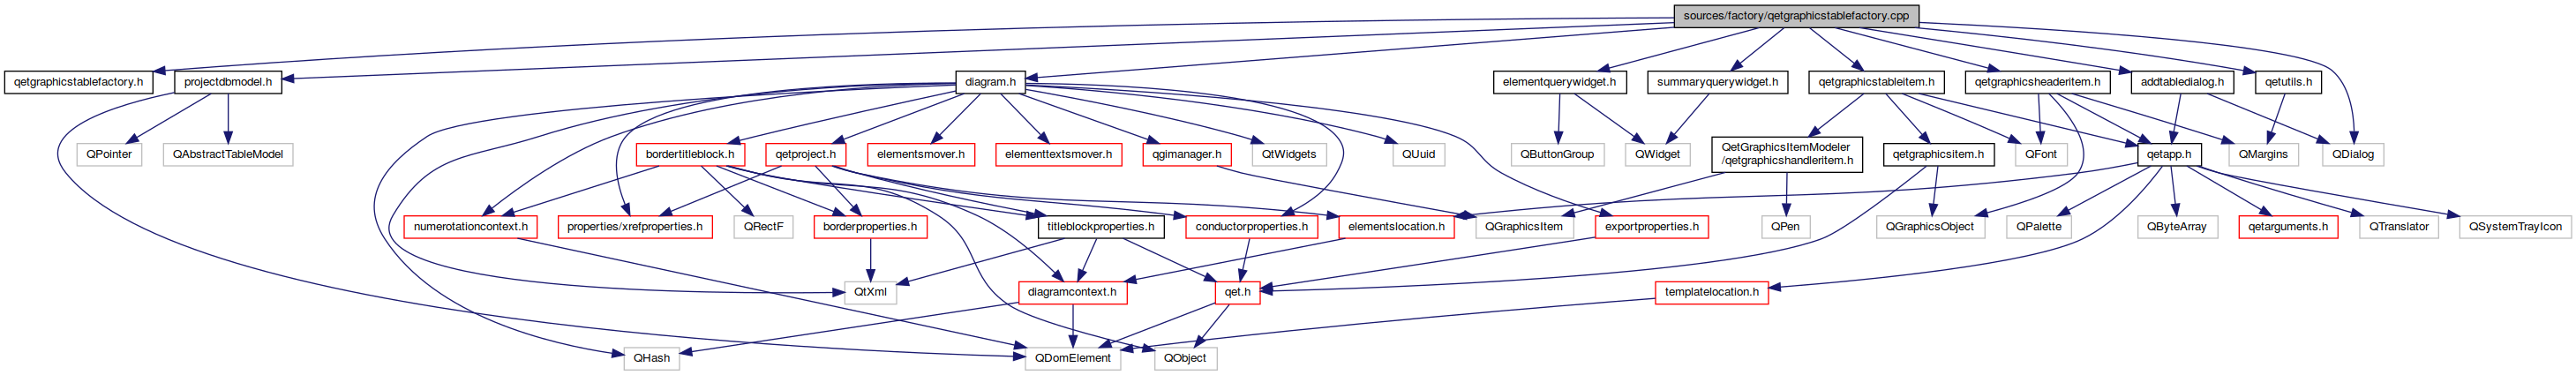 sources/factory/qetgraphicstablefactory.cpp
qetgraphicstablefactory.h
projectdbmodel.h
diagram.h
elementquerywidget.h
summaryquerywidget.h
qetgraphicstableitem.h
qetgraphicsheaderitem.h
addtabledialog.h
qetutils.h
QPointer
QAbstractTableModel
bordertitleblock.h
qetproject.h
elementsmover.h
elementtextsmover.h
qgimanager.h
QtWidgets
QUuid
QButtonGroup
QWidget
QetGraphicsItemModeler
/qetgraphicshandleritem.h
qetgraphicsitem.h
QFont
qetapp.h
QMargins
QDialog
numerotationcontext.h
properties/xrefproperties.h
QRectF
borderproperties.h
titleblockproperties.h
conductorproperties.h
elementslocation.h
QGraphicsItem
exportproperties.h
QPen
QGraphicsObject
QPalette
QByteArray
qetarguments.h
QTranslator
QSystemTrayIcon
QtXml
diagramcontext.h
qet.h
templatelocation.h
QHash
QDomElement
QObject